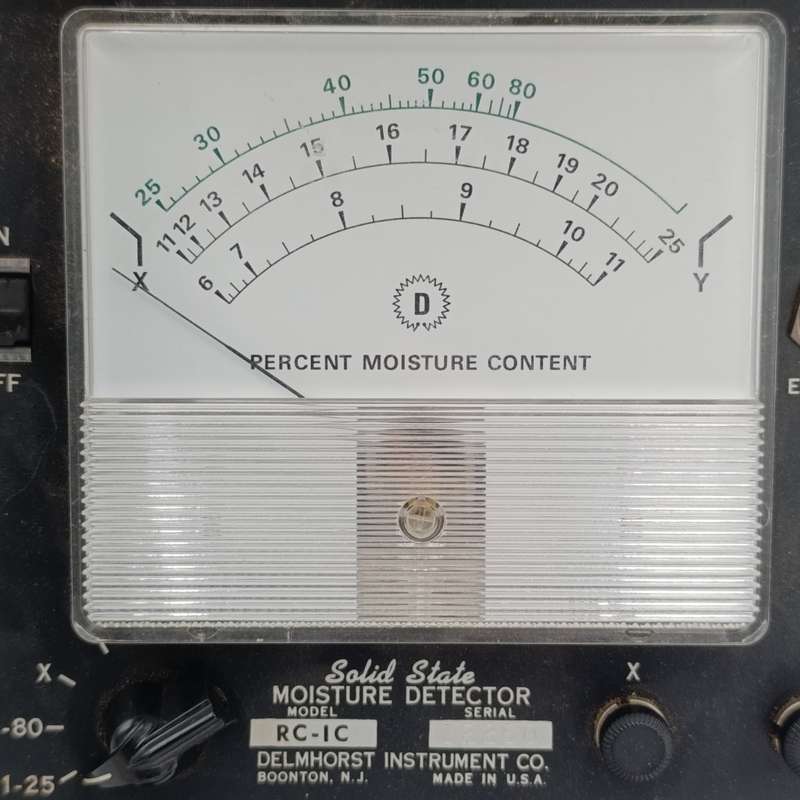 25 30 40 50 60 80
11 12 13 14 15 16 17 18 19 20 25
6 7 8 9 10 11
X Y
D
PERCENT MOISTURE CONTENT
N
FF
E
X
-80-
1-25
Solid State
MOISTURE DETECTOR
MODEL SERIAL
RC-1C
DELMHORST INSTRUMENT CO.
BOONTON, N.J. MADE IN U.S.A.
X